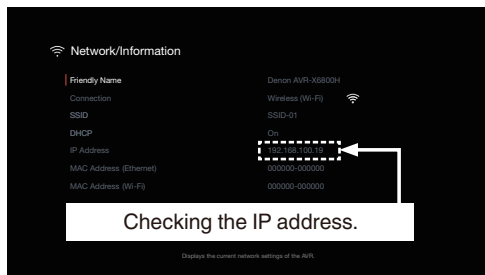 Network/Information
Friendly Name Denon AVR-X6800H
Connection Wireless (Wi-Fi)
SSID SSID-01
DHCP On
IP Address 192.168.100.19
MAC Address (Ethernet) 000000-000000
MAC Address (Wi-Fi) 000000-000000
Checking the IP address.
Displays the current network settings of the AVR.